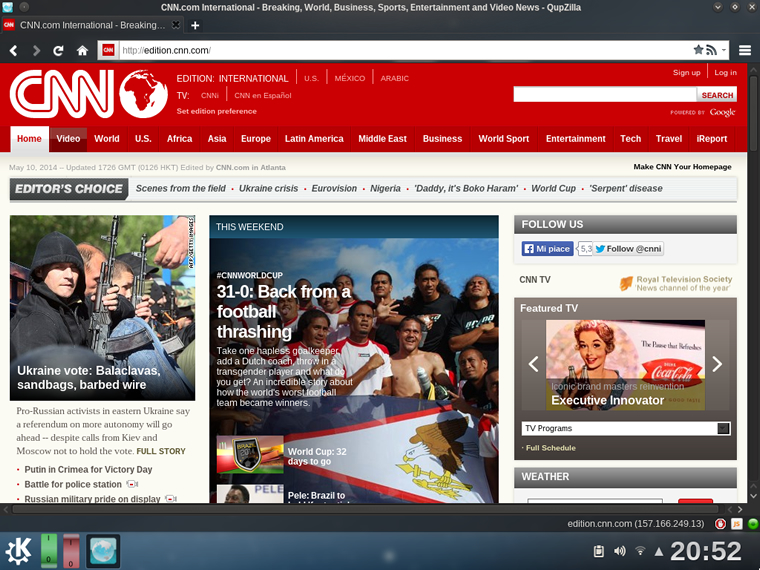 CNN.com International - Breaking, World, Business, Sports, Entertainment and Video News - QupZilla
CNN.com International - Breaking...
http://edition.cnn.com/
CNN
EDITION: INTERNATIONAL U.S. MÉXICO ARABIC
TV: CNNi CNN en Español
Set edition preference
Sign up Log in
SEARCH
POWERED BY Google
Home Video World U.S. Africa Asia Europe Latin America Middle East Business World Sport Entertainment Tech Travel iReport
May 10, 2014 -- Updated 1726 GMT (0126 HKT) Edited by CNN.com in Atlanta
Make CNN Your Homepage
EDITOR'S CHOICE Scenes from the field • Ukraine crisis • Eurovision • Nigeria • 'Daddy, it's Boko Haram' • World Cup • 'Serpent' disease
AFP/GETTY IMAGES
Ukraine vote: Balaclavas,
sandbags, barbed wire
Pro-Russian activists in eastern Ukraine say
a referendum on more autonomy will go
ahead -- despite calls from Kiev and
Moscow not to hold the vote. FULL STORY
• Putin in Crimea for Victory Day
• Battle for police station
• Russian military pride on display
THIS WEEKEND
#CNNWORLDCUP
31-0: Back from a
football
thrashing
Take one hapless goalkeeper,
add a Dutch coach, throw in a
transgender player and what do
you get? An incredible story about
how the world's worst football
team became winners.
BRAZIL
2014
World Cup: 32
days to go
PELE
Pele: Brazil to
FOLLOW US
Mi piace 5,3 Follow @cnni
CNN TV
Royal Television Society
'News channel of the year'
Featured TV
The Pause that Refreshes
DRINK
Coca-Cola
Iconic brand masters reinvention
Executive Innovator
TV Programs
· Full Schedule
WEATHER
edition.cnn.com (157.166.249.13)
20:52